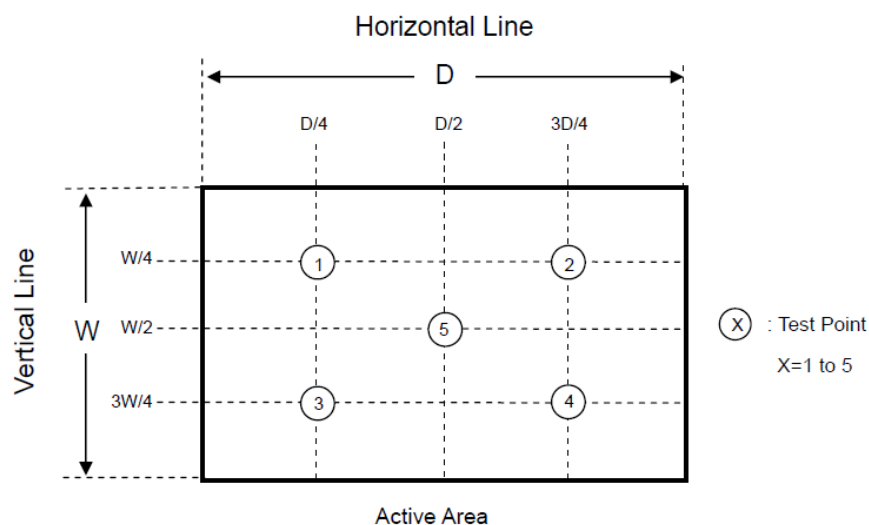 Horizontal Line
D
D/4
D/2
3D/4
Vertical Line
W
W/4
W/2
3W/4
1
2
5
3
4
X : Test Point
X=1 to 5
Active Area